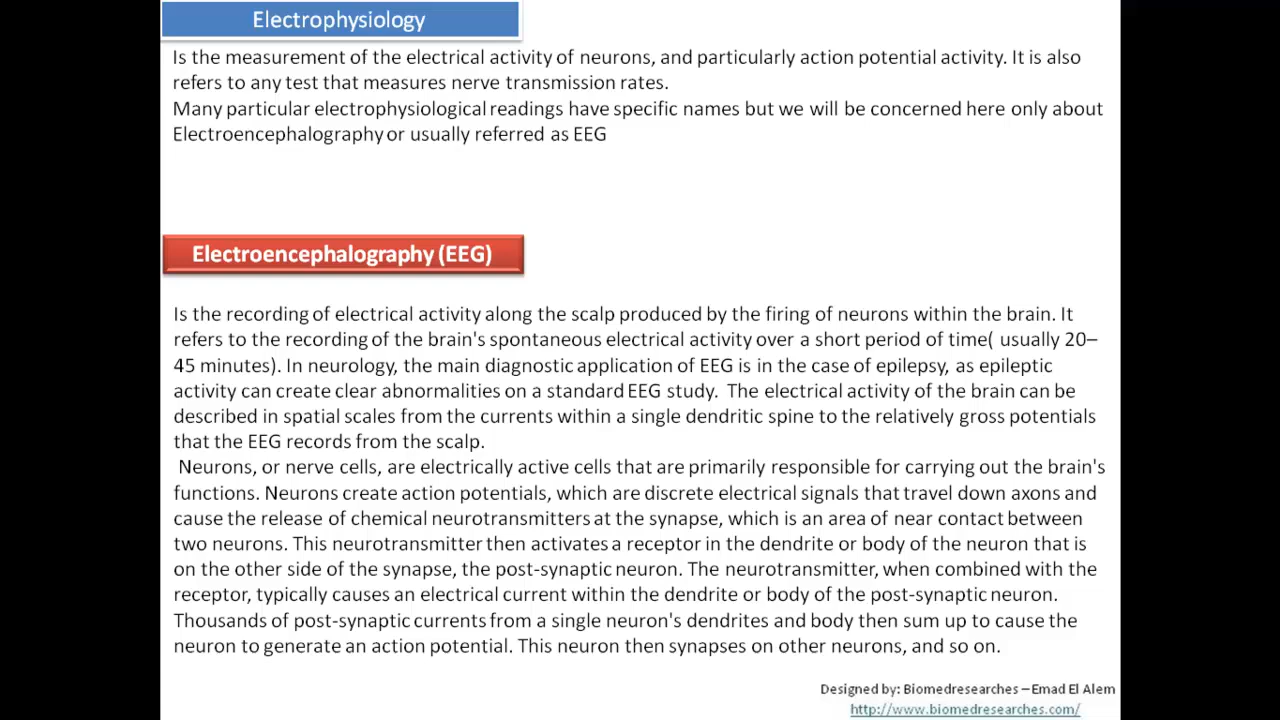 Electrophysiology
Is the measurement of the electrical activity of neurons, and particularly action potential activity. It is also
refers to any test that measures nerve transmission rates.
Many particular electrophysiological readings have specific names but we will be concerned here only about
Electroencephalography or usually referred as EEG
Electroencephalography (EEG)
Is the recording of electrical activity along the scalp produced by the firing of neurons within the brain. It
refers to the recording of the brain's spontaneous electrical activity over a short period of time( usually 20–
45 minutes). In neurology, the main diagnostic application of EEG is in the case of epilepsy, as epileptic
activity can create clear abnormalities on a standard EEG study.  The electrical activity of the brain can be
described in spatial scales from the currents within a single dendritic spine to the relatively gross potentials
that the EEG records from the scalp.
Neurons, or nerve cells, are electrically active cells that are primarily responsible for carrying out the brain's
functions. Neurons create action potentials, which are discrete electrical signals that travel down axons and
cause the release of chemical neurotransmitters at the synapse, which is an area of near contact between
two neurons. This neurotransmitter then activates a receptor in the dendrite or body of the neuron that is
on the other side of the synapse, the post-synaptic neuron. The neurotransmitter, when combined with the
receptor, typically causes an electrical current within the dendrite or body of the post-synaptic neuron.
Thousands of post-synaptic currents from a single neuron's dendrites and body then sum up to cause the
neuron to generate an action potential. This neuron then synapses on other neurons, and so on.
Designed by: Biomedresearches – Emad El Alem
http://www.biomedresearches.com/